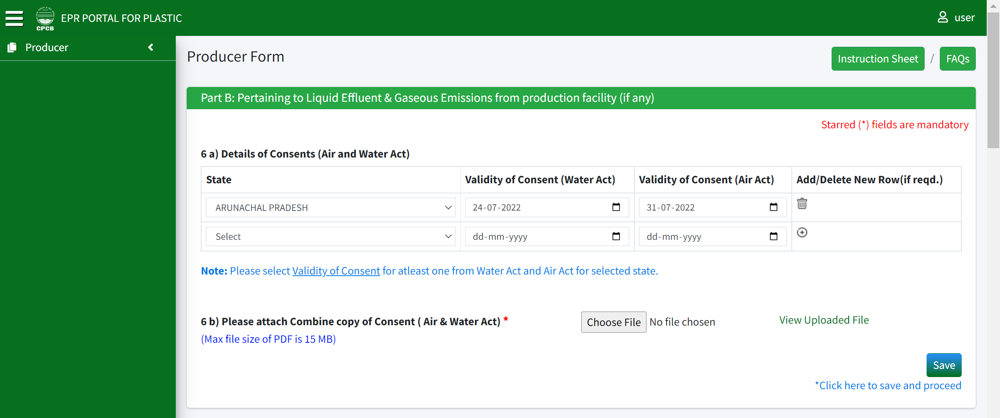 CPCB
EPR PORTAL FOR PLASTIC
user
Producer
Producer Form
Instruction Sheet / FAQs
Part B: Pertaining to Liquid Effluent & Gaseous Emissions from production facility (if any)
Starred (*) fields are mandatory
6 a) Details of Consents (Air and Water Act)
State Validity of Consent (Water Act) Validity of Consent (Air Act) Add/Delete New Row(if reqd.)
ARUNACHAL PRADESH 24-07-2022 31-07-2022
Select dd-mm-yyyy dd-mm-yyyy
Note: Please select Validity of Consent for atleast one from Water Act and Air Act for selected state.
6 b) Please attach Combine copy of Consent ( Air & Water Act) * Choose File No file chosen View Uploaded File
(Max file size of PDF is 15 MB)
Save
*Click here to save and proceed